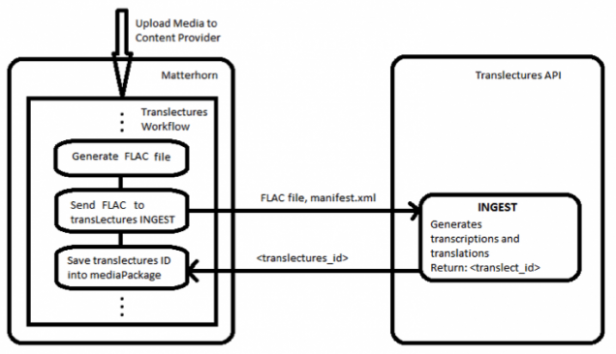 Upload Media to
Content Provider
Matterhorn
Translectures
Workflow
Generate FLAC file
Send FLAC to
transLectures INGEST
Save translectures ID
into mediaPackage
FLAC file, manifest.xml
<translectures_id>
Translectures API
INGEST
Generates
transcriptions and
translations
Return: <translect_id>